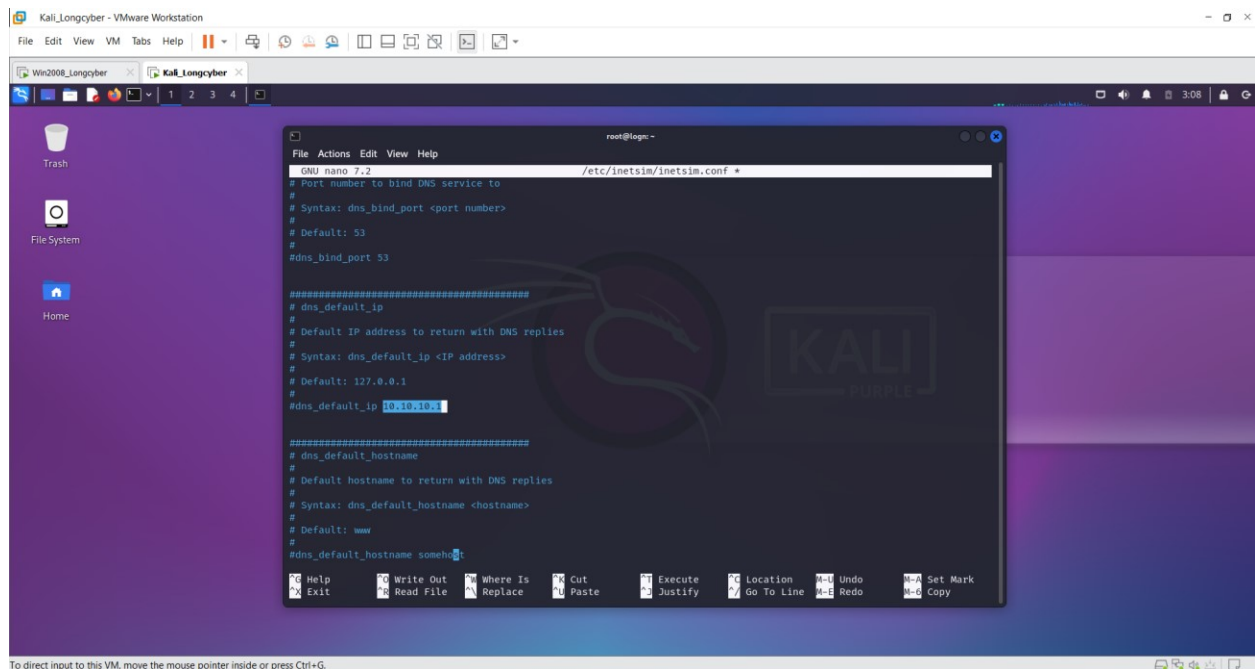 Kali_Longcyber - VMware Workstation
File Edit View VM Tabs Help
Win2008_Longcyber Kali_Longcyber
1 2 3 4 3:08
Trash
File System
Home
root@logn: ~
File Actions Edit View Help
GNU nano 7.2 /etc/inetsim/inetsim.conf *
# Port number to bind DNS service to
#
# Syntax: dns_bind_port <port number>
#
# Default: 53
#
#dns_bind_port 53
#########################################
# dns_default_ip
#
# Default IP address to return with DNS replies
#
# Syntax: dns_default_ip <IP address>
#
# Default: 127.0.0.1
#
#dns_default_ip 10.10.10.1
#########################################
# dns_default_hostname
#
# Default hostname to return with DNS replies
#
# Syntax: dns_default_hostname <hostname>
#
# Default: www
#
#dns_default_hostname somehost
KALI
PURPLE
^G Help ^O Write Out ^W Where Is ^K Cut ^T Execute ^C Location M-U Undo M-A Set Mark
^X Exit ^R Read File ^\ Replace ^U Paste ^J Justify ^/ Go To Line M-E Redo M-6 Copy
To direct input to this VM, move the mouse pointer inside or press Ctrl+G.